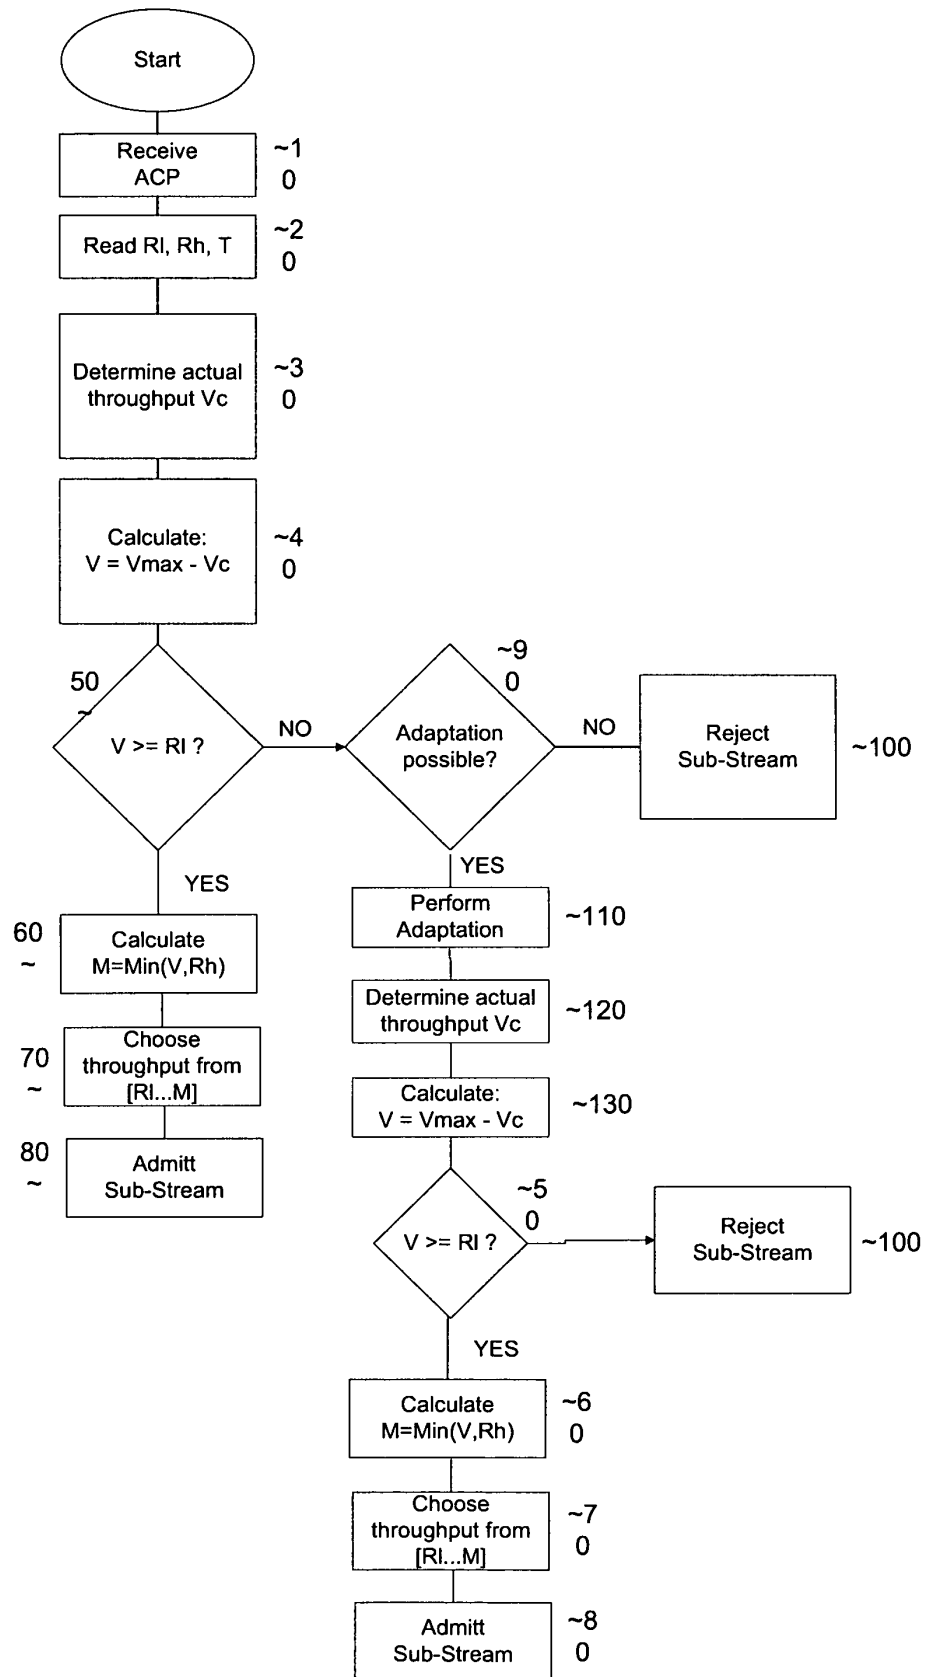 Start
Receive
ACP
~1
0
Read Rl, Rh, T
~2
0
Determine actual
throughput Vc
~3
0
Calculate:
V = Vmax - Vc
~4
0
50
~
V >= Rl ?
NO
~9
0
Adaptation
possible?
NO
Reject
Sub-Stream
~100
YES
60
~
Calculate
M=Min(V,Rh)
70
~
Choose
throughput from
[Rl...M]
80
~
Admitt
Sub-Stream
YES
Perform
Adaptation
~110
Determine actual
throughput Vc
~120
Calculate:
V = Vmax - Vc
~130
V >= Rl ?
~5
0
Reject
Sub-Stream
~100
YES
Calculate
M=Min(V,Rh)
~6
0
Choose
throughput from
[Rl...M]
~7
0
Admitt
Sub-Stream
~8
0